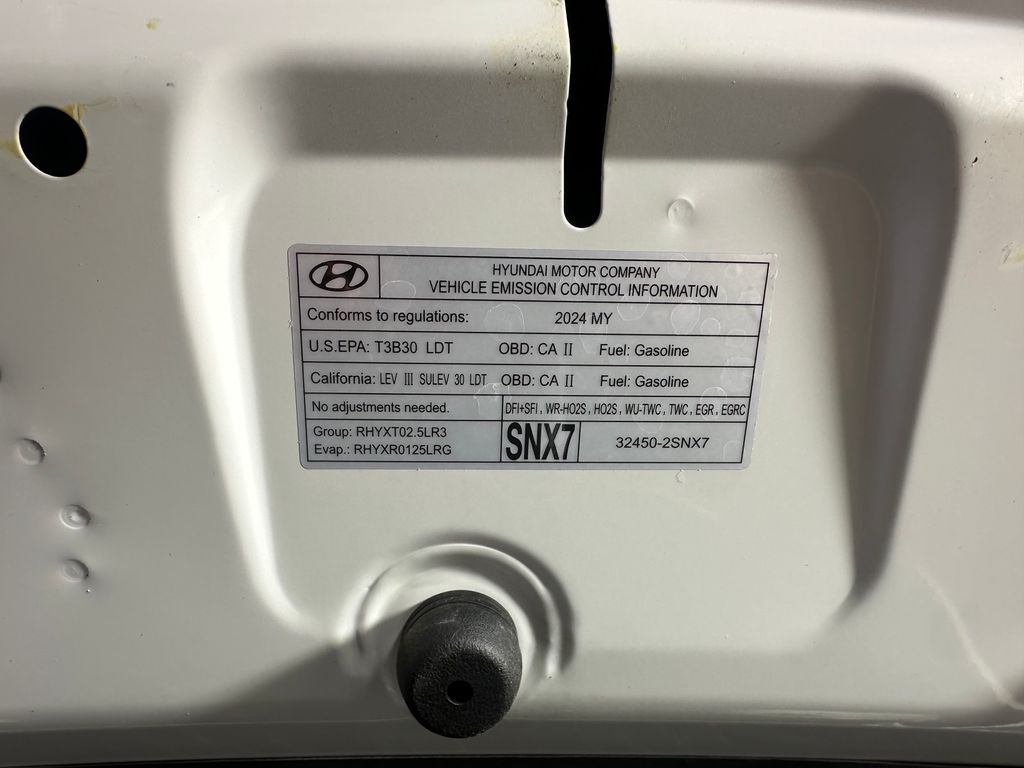 HYUNDAI MOTOR COMPANY
VEHICLE EMISSION CONTROL INFORMATION
Conforms to regulations: 2024 MY
U.S.EPA: T3B30 LDT OBD: CA II Fuel: Gasoline
California: LEV III SULEV 30 LDT OBD: CA II Fuel: Gasoline
No adjustments needed. DFI+SFI , WR-HO2S , HO2S , WU-TWC , TWC , EGR , EGRC
Group: RHYXT02.5LR3
Evap.: RHYXR0125LRG
SNX7 32450-2SNX7